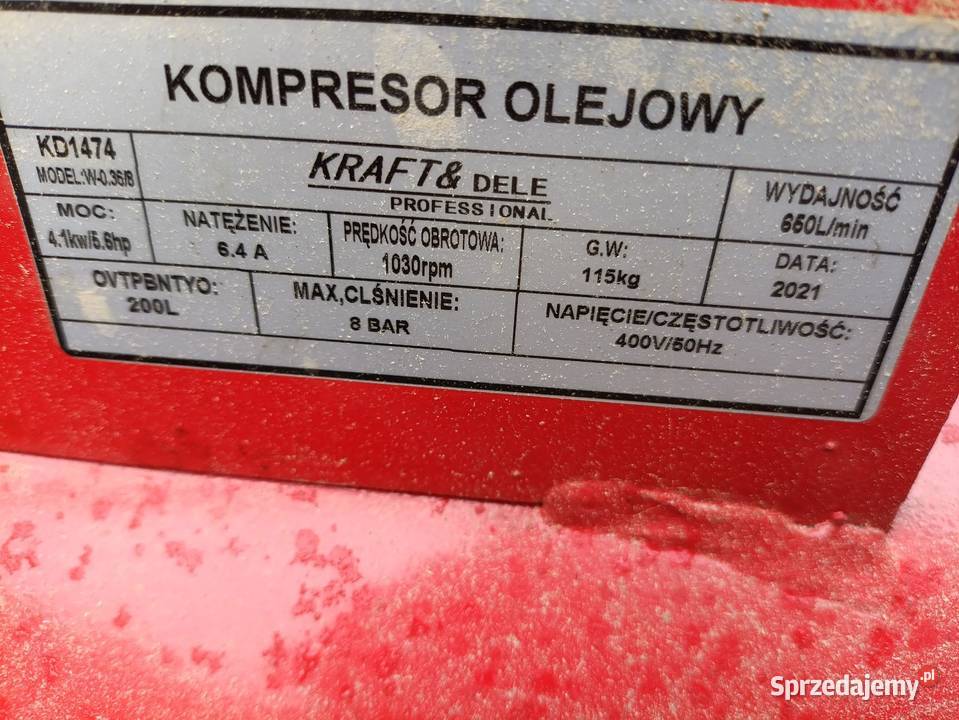 KOMPRESOR OLEJOWY
KD1474
MODEL:W-0.36/8
KRAFT& DELE
PROFESSIONAL
WYDAJNOŚĆ
650L/min
MOC:
4.1kw/5.6hp
NATĘŻENIE:
6.4 A
PRĘDKOŚĆ OBROTOWA:
1030rpm
G.W:
115kg
DATA:
2021
OVTPBNTYO:
200L
MAX,CLŚNIENIE:
8 BAR
NAPIĘCIE/CZĘSTOTLIWOŚĆ:
400V/50Hz
Sprzedajemy.pl